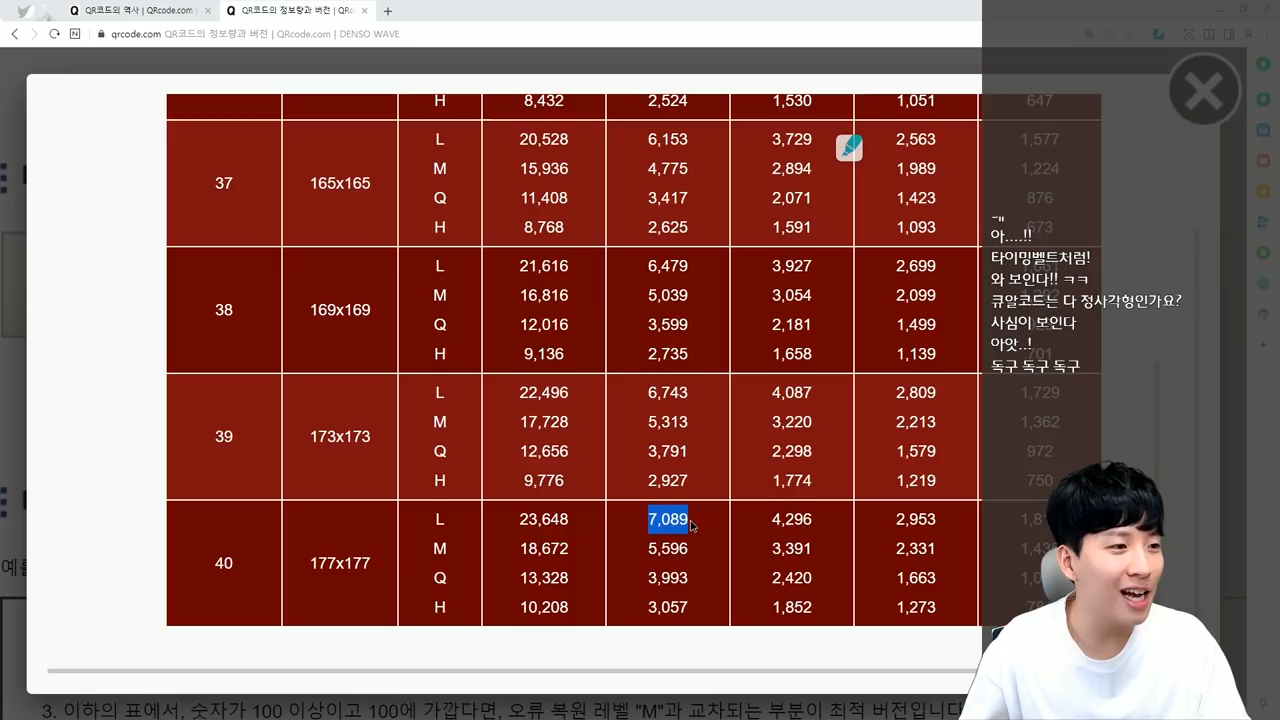 QR코드의 역사 | QRcode.com
QR코드의 정보량과 버전 | QRc
qrcode.com QR코드의 정보량과 버전 | QRcode.com | DENSO WAVE
H 8,432 2,524 1,530 1,051 647
37 165x165
L 20,528 6,153 3,729 2,563 1,577
M 15,936 4,775 2,894 1,989 1,224
Q 11,408 3,417 2,071 1,423 876
H 8,768 2,625 1,591 1,093 673
38 169x169
L 21,616 6,479 3,927 2,699
M 16,816 5,039 3,054 2,099
Q 12,016 3,599 2,181 1,499
H 9,136 2,735 1,658 1,139 701
39 173x173
L 22,496 6,743 4,087 2,809 1,729
M 17,728 5,313 3,220 2,213 1,362
Q 12,656 3,791 2,298 1,579 972
H 9,776 2,927 1,774 1,219 750
40 177x177
L 23,648 7,089 4,296 2,953
M 18,672 5,596 3,391 2,331
Q 13,328 3,993 2,420 1,663
H 10,208 3,057 1,852 1,273
아....!!
타이밍벨트처럼!
와 보인다!! ㅋㅋ
큐알코드는 다 정사각형인가요?
사심이 보인다
아앗..!
독구 독구 독구
3. 이하의 표에서, 숫자가 100 이상이고 100에 가깝다면, 오류 복원 레벨 "M"과 교차되는 부분이 최적 버전입니다